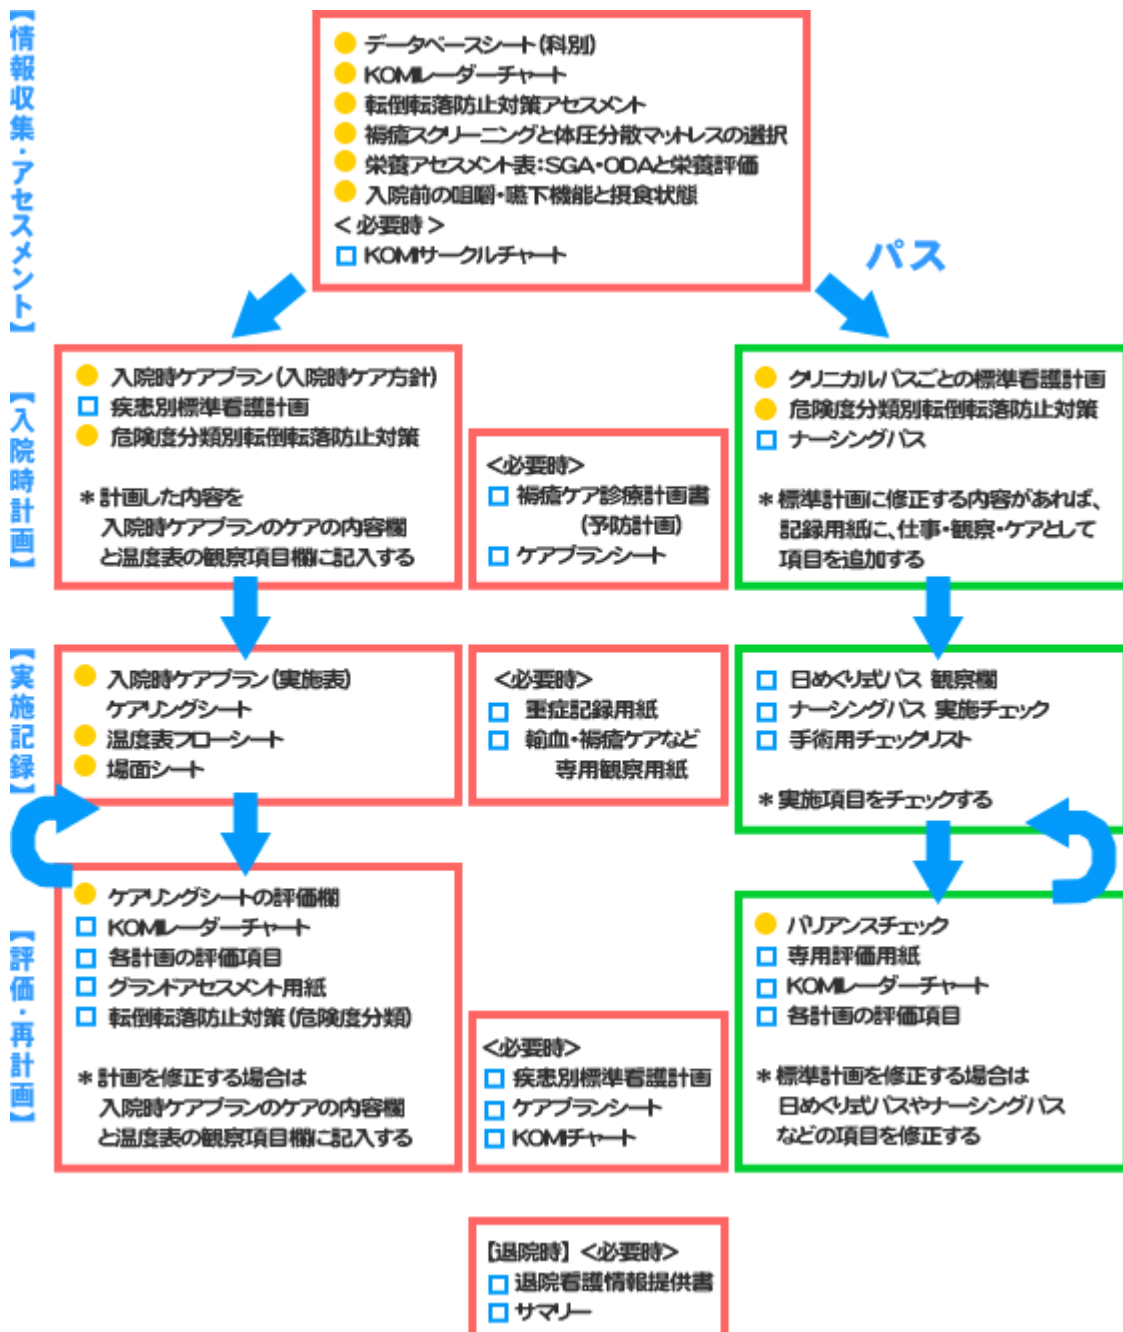 【情報収集・アセスメント】
データベースシート(科別)
KOMIレーダーチャート
転倒転落防止対策アセスメント
褥瘡スクリーニングと体圧分散マットレスの選択
栄養アセスメント表:SGA・ODAと栄養評価
入院前の咀嚼・嚥下機能と摂食状態
<必要時>
KOMIサークルチャート
パス
【入院時計画】
入院時ケアプラン(入院時ケア方針)
疾患別標準看護計画
危険度分類別転倒転落防止対策
*計画した内容を
入院時ケアプランのケアの内容欄
と温度表の観察項目欄に記入する
<必要時>
褥瘡ケア診療計画書
(予防計画)
ケアプランシート
クリニカルパスごとの標準看護計画
危険度分類別転倒転落防止対策
ナーシングパス
*標準計画に修正する内容があれば、
記録用紙に、仕事・観察・ケアとして
項目を追加する
【実施記録】
入院時ケアプラン(実施表)
ケアリングシート
温度表フローシート
場面シート
<必要時>
重症記録用紙
輸血・褥瘡ケアなど
専用観察用紙
日めくり式パス 観察欄
ナーシングパス 実施チェック
手術用チェックリスト
*実施項目をチェックする
【評価・再計画】
ケアリングシートの評価欄
KOMIレーダーチャート
各計画の評価項目
グランドアセスメント用紙
転倒転落防止対策(危険度分類)
*計画を修正する場合は
入院時ケアプランのケアの内容欄
と温度表の観察項目欄に記入する
<必要時>
疾患別標準看護計画
ケアプランシート
KOMIチャート
バリアンスチェック
専用評価用紙
KOMIレーダーチャート
各計画の評価項目
*標準計画を修正する場合は
日めくり式パスやナーシングパス
などの項目を修正する
【退院時】<必要時>
退院看護情報提供書
サマリー